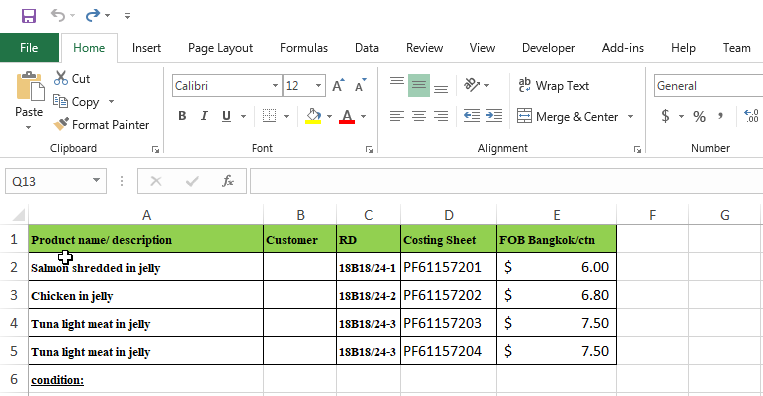 File Home Insert Page Layout Formulas Data Review View Developer Add-ins Help Team
Cut
Copy
Format Painter
Paste
Clipboard
Calibri 12 A A
B I U A
Font
ab Wrap Text
Merge & Center
Alignment
General
$ % , .00
Number
Q13 fx
A B C D E F G
1 Product name/ description Customer RD Costing Sheet FOB Bangkok/ctn
2 Salmon shredded in jelly 18B18/24-1 PF61157201 $ 6.00
3 Chicken in jelly 18B18/24-2 PF61157202 $ 6.80
4 Tuna light meat in jelly 18B18/24-3 PF61157203 $ 7.50
5 Tuna light meat in jelly 18B18/24-3 PF61157204 $ 7.50
6 condition: